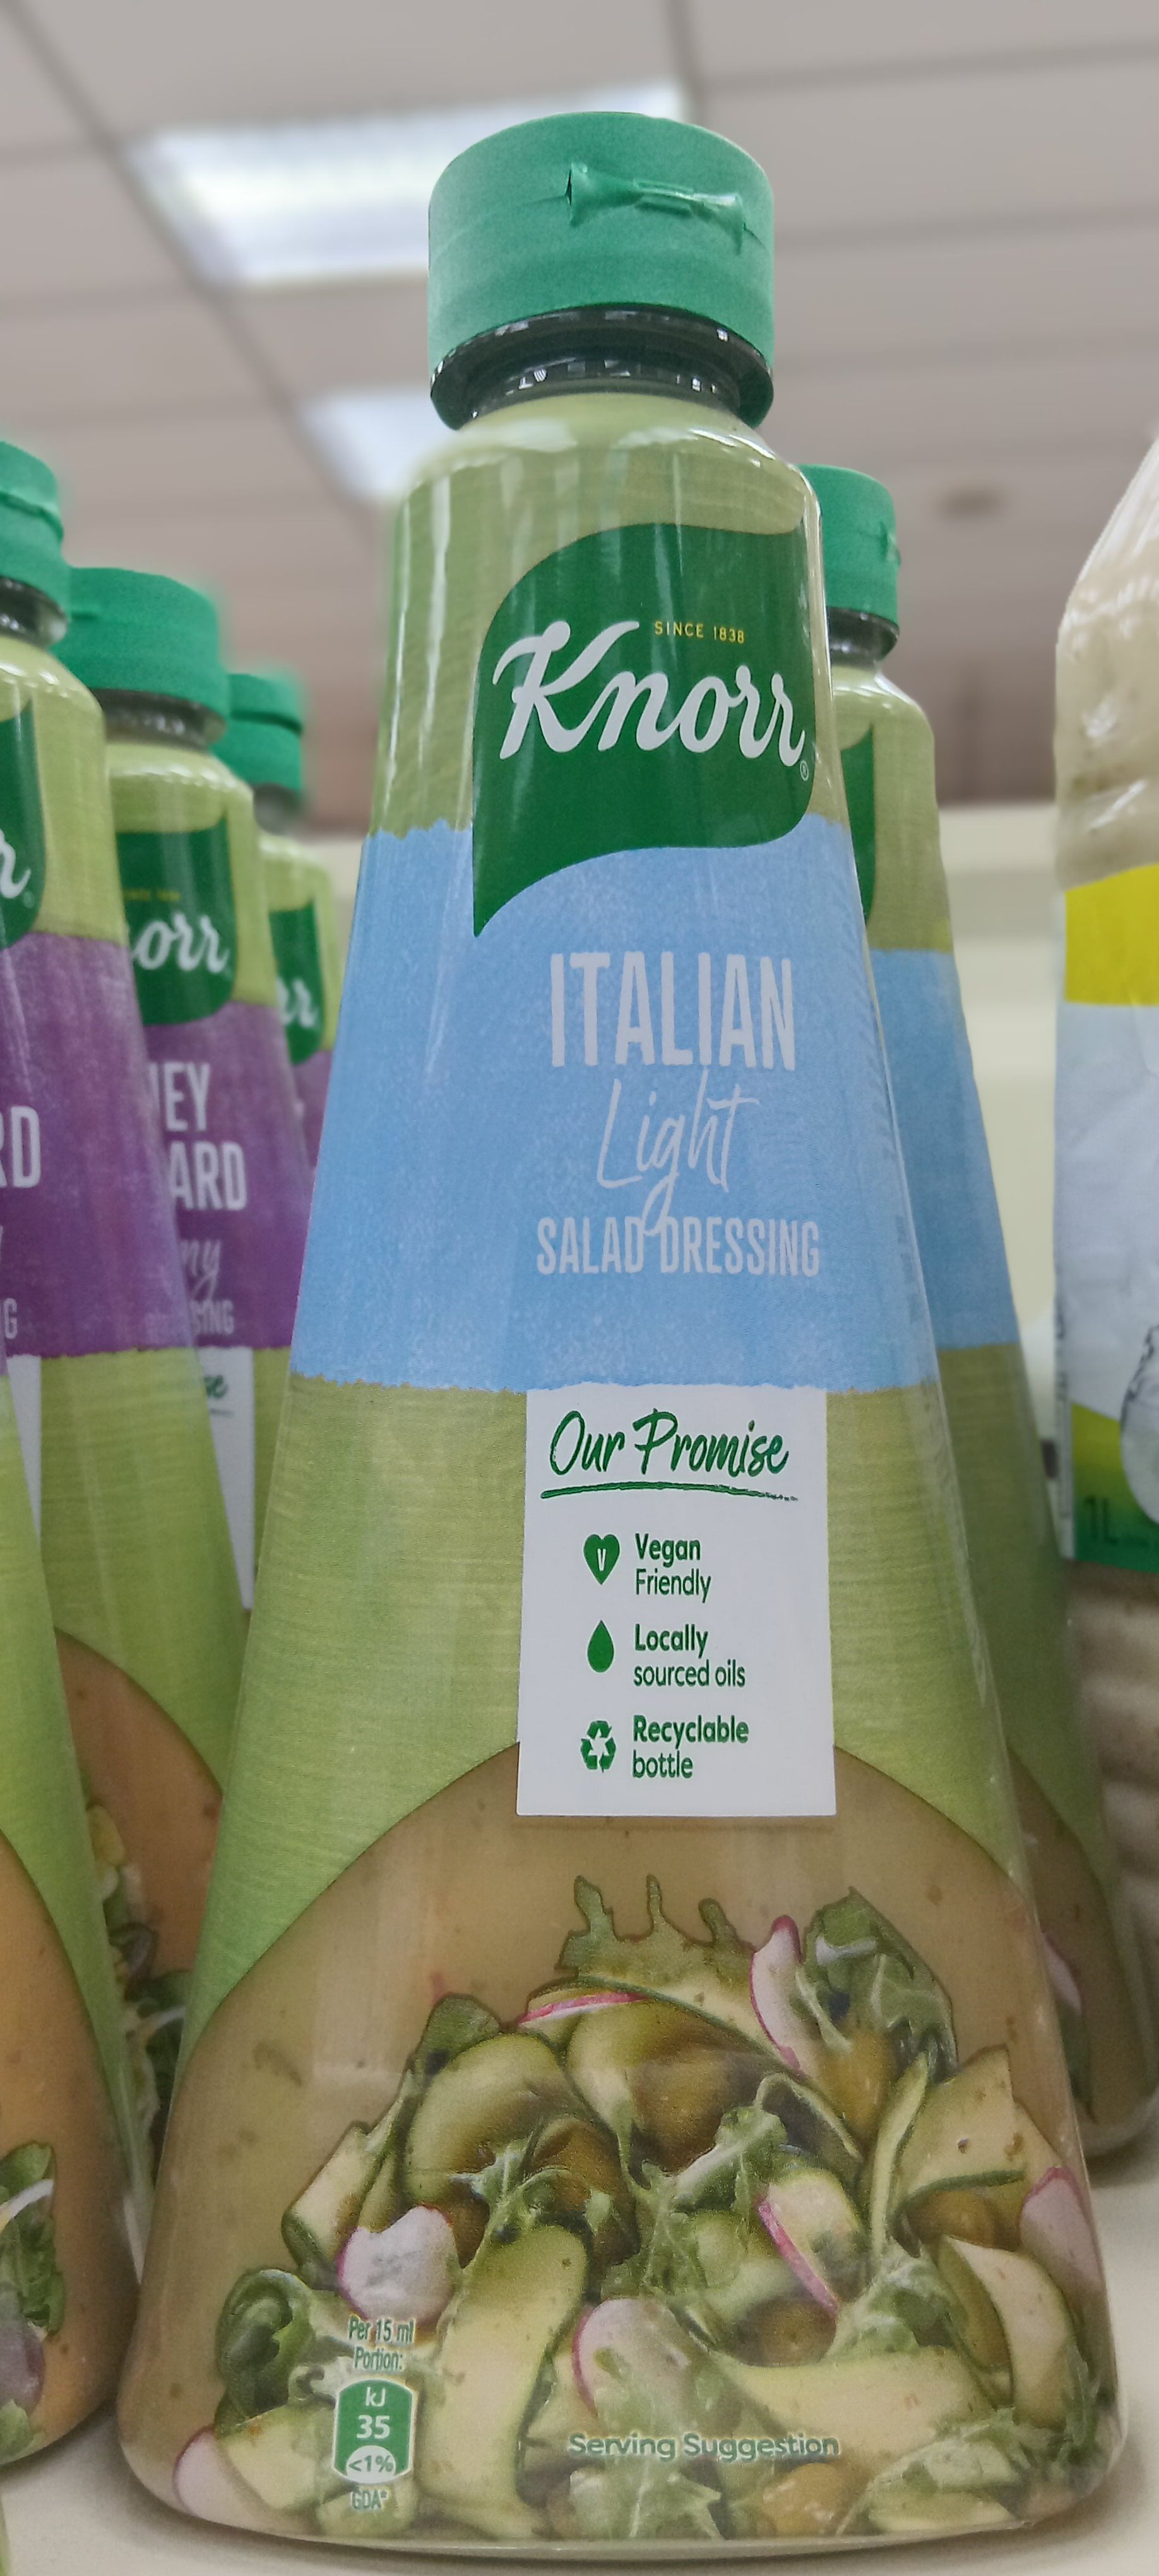 SINCE 1838
Knorr®
ITALIAN
Light
SALAD DRESSING
Our Promise
V
Vegan
Friendly
Locally
sourced oils
Recyclable
bottle
Per 15 ml
Portion:
kJ
35
<1%
GDA*
Serving Suggestion
1L